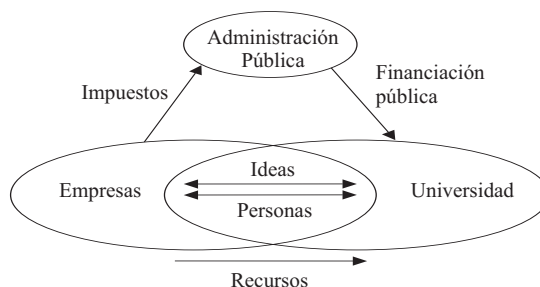 Administración
Pública
Impuestos
Financiación
pública
Empresas
Ideas
Personas
Universidad
Recursos